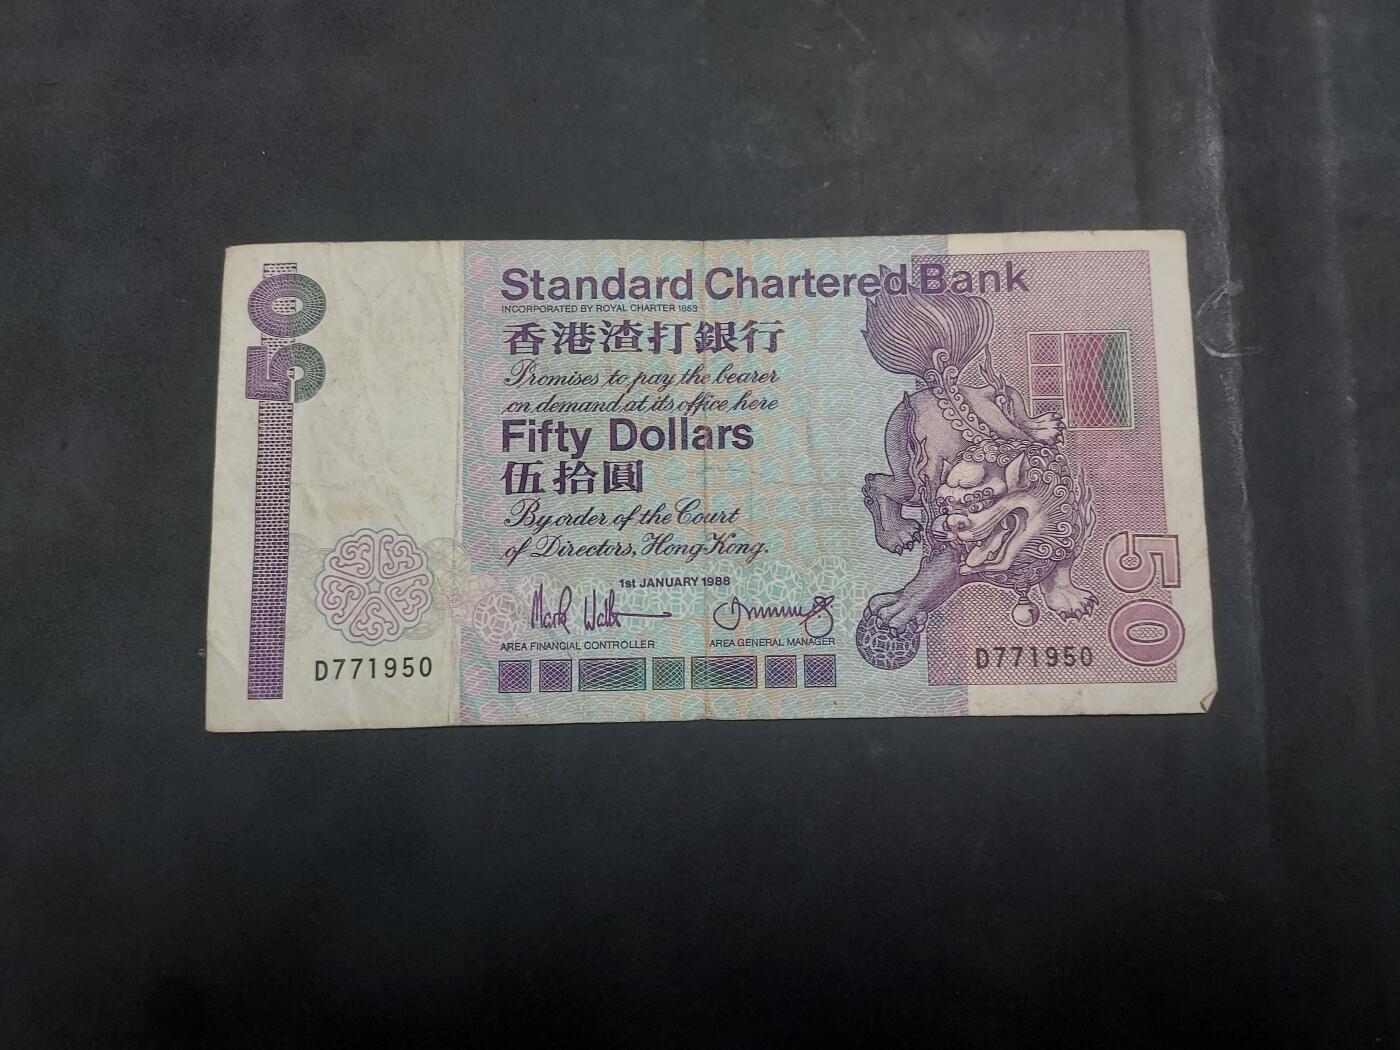 50
Standard Chartered Bank
INCORPORATED BY ROYAL CHARTER 1853
香港渣打銀行
Promises to pay the bearer
on demand at its office here
Fifty Dollars
伍拾圓
By order of the Court
of Directors, Hong Kong.
1st JANUARY 1988
AREA FINANCIAL CONTROLLER AREA GENERAL MANAGER
D771950
D771950
50